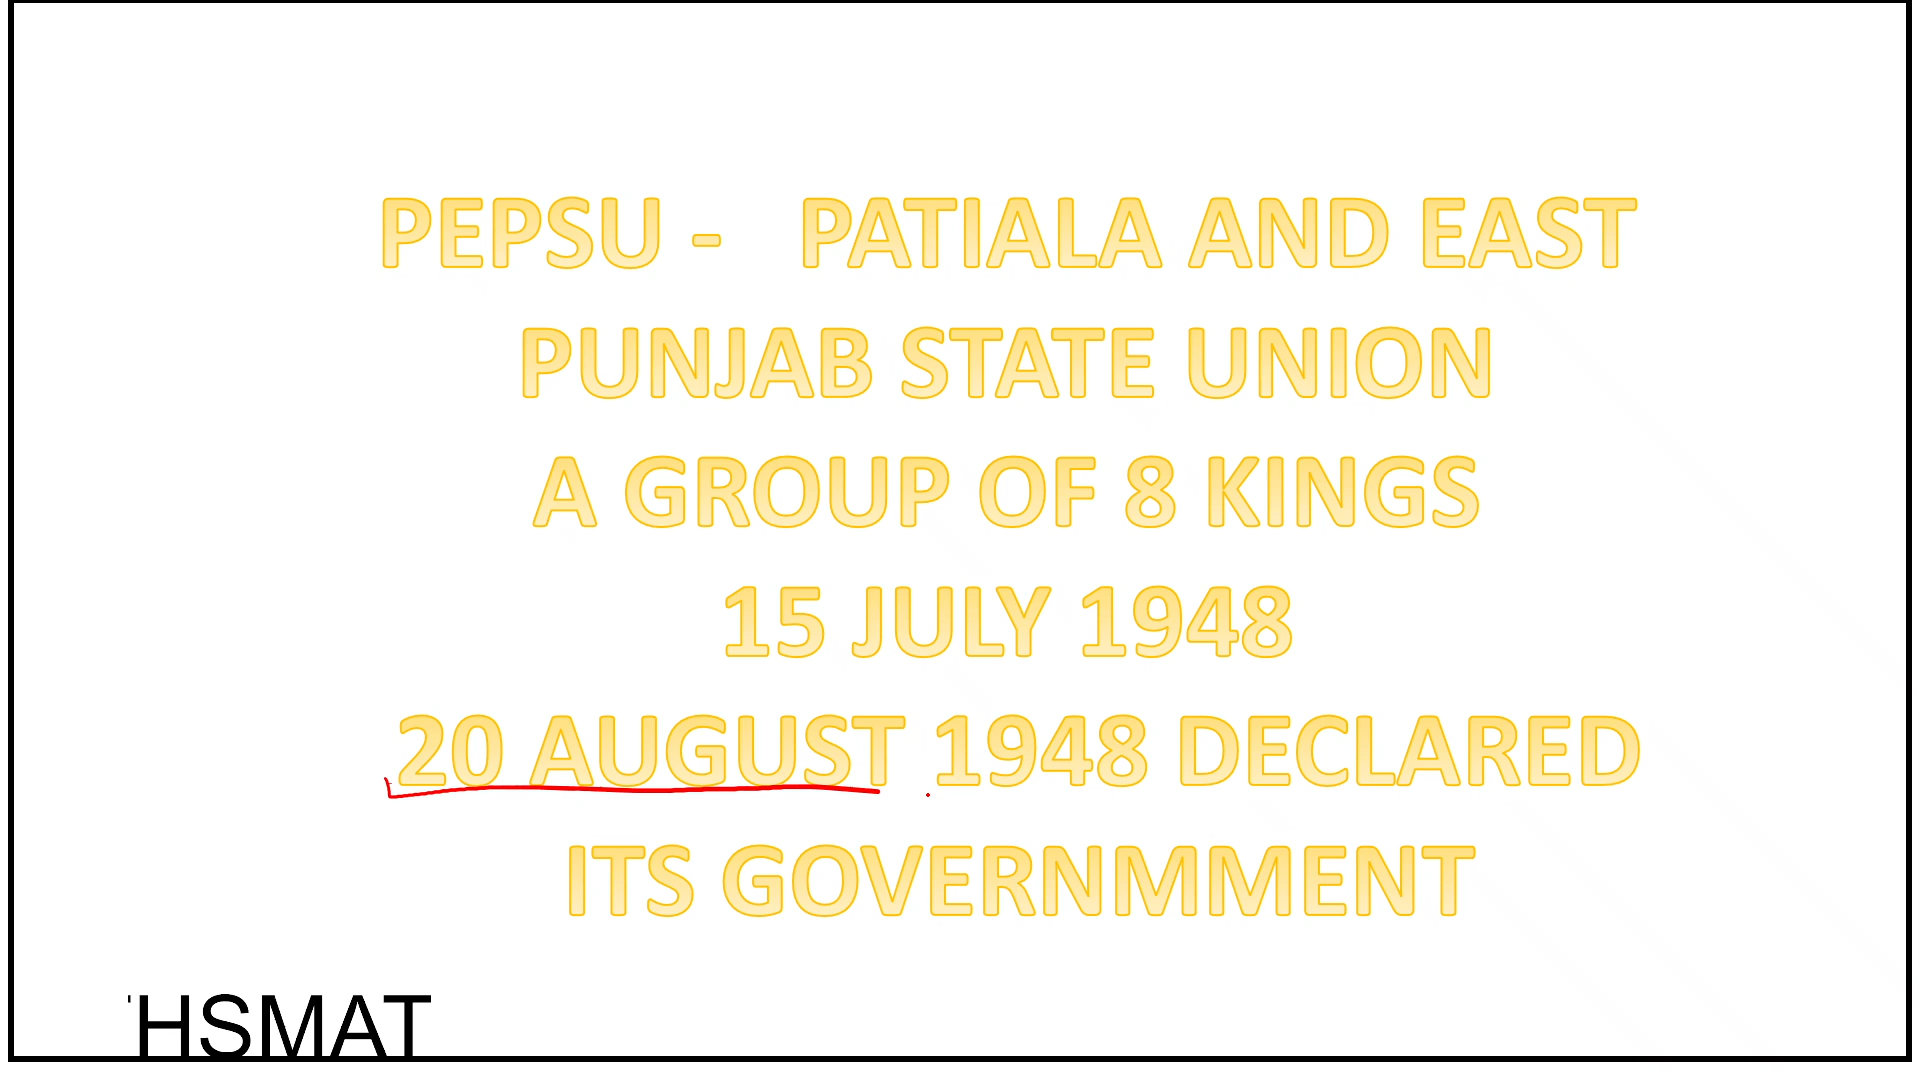 PEPSU - PATIALA AND EAST
PUNJAB STATE UNION
A GROUP OF 8 KINGS
15 JULY 1948
20 AUGUST 1948 DECLARED
ITS GOVERNMMENT
HSMAT